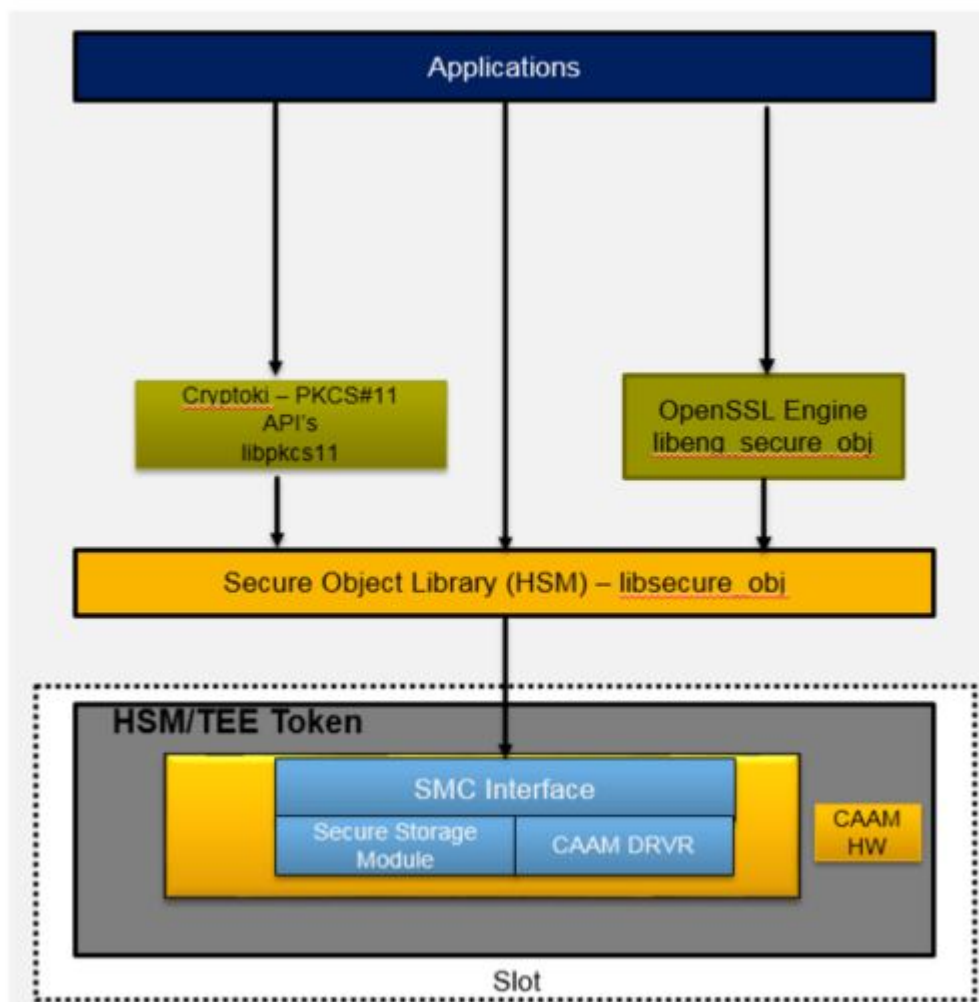 Applications
Cryptoki – PKCS#11
API's
libpkcs11
OpenSSL Engine
libeng_secure_obj
Secure Object Library (HSM) – libsecure_obj
HSM/TEE Token
SMC Interface
Secure Storage
Module
CAAM DRVR
CAAM
HW
Slot